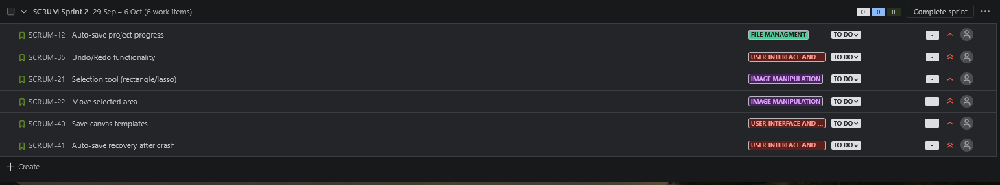 SCRUM Sprint 2 29 Sep – 6 Oct (6 work items) 0 0 0 Complete sprint
SCRUM-12 Auto-save project progress FILE MANAGMENT TO DO -
SCRUM-35 Undo/Redo functionality USER INTERFACE AND ... TO DO -
SCRUM-21 Selection tool (rectangle/lasso) IMAGE MANIPULATION TO DO -
SCRUM-22 Move selected area IMAGE MANIPULATION TO DO -
SCRUM-40 Save canvas templates USER INTERFACE AND ... TO DO -
SCRUM-41 Auto-save recovery after crash USER INTERFACE AND ... TO DO -
Create